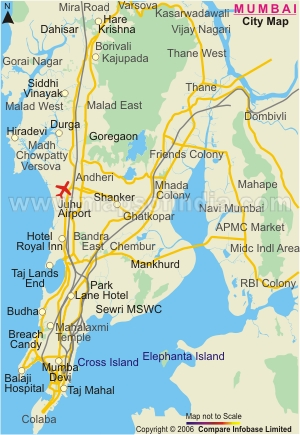 N
MUMBAI
City Map
Mira Road
Varsova
Kasarwadawali
Hare
Krishna
Dahisar
Vijay Nagari
Borivali
Kajupada
Thane West
Gorai Nagar
Siddhi
Vinayak
Thane
Malad West
Malad East
Dombivli
Durga
Hiradevi
Goregaon
Madh
Chowpatty
Versova
Friends Colony
Andheri
Mhada
Colony
Mahape
Shanker
Juhu
Airport
Ghatkopar
Navi Mumbai
APMC Market
Hotel
Royal Inn
Bandra
East
Chembur
Midc Indl Area
Taj Lands
End
Mankhurd
RBI Colony
Park
Lane Hotel
Budha
Sewri MSWC
Breach
Candy
Mahalaxmi
Temple
Cross Island
Elephanta Island
Mumba
Devi
Balaji
Hospital
Taj Mahal
Colaba
Map not to Scale
Copyright © 2006 Compare Infobase Limited